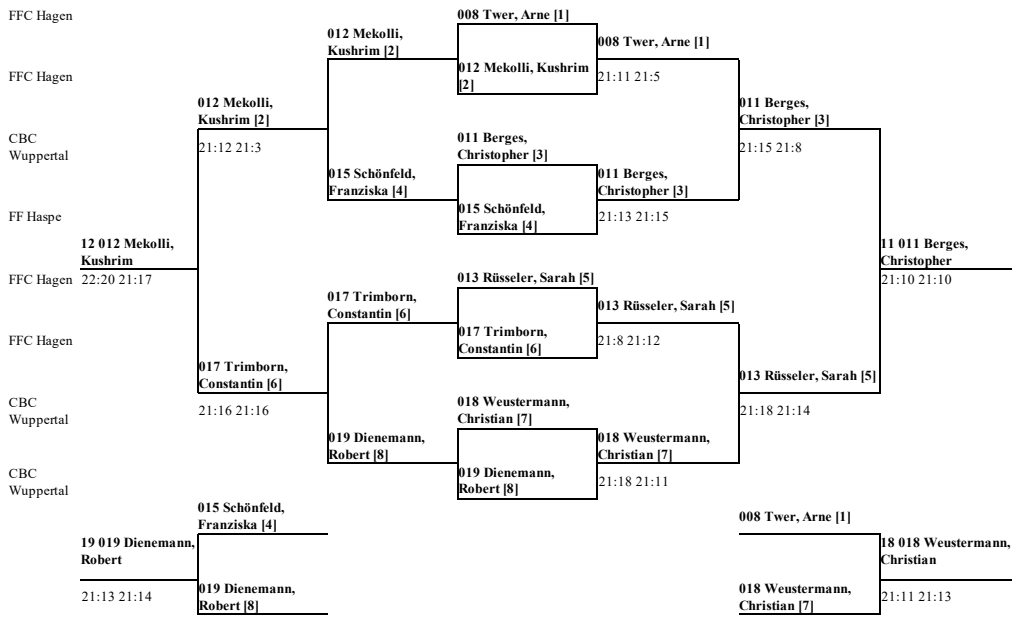 FFC Hagen
FFC Hagen
CBC
Wuppertal
FF Haspe
FFC Hagen
FFC Hagen
CBC
Wuppertal
CBC
Wuppertal
12 012 Mekolli,
Kushrim
22:20 21:17
012 Mekolli,
Kushrim [2]
21:12 21:3
017 Trimborn,
Constantin [6]
21:16 21:16
012 Mekolli,
Kushrim [2]
015 Schönfeld,
Franziska [4]
017 Trimborn,
Constantin [6]
019 Dienemann,
Robert [8]
008 Twer, Arne [1]
012 Mekolli, Kushrim
[2]
011 Berges,
Christopher [3]
015 Schönfeld,
Franziska [4]
013 Rüsseler, Sarah [5]
017 Trimborn,
Constantin [6]
018 Weustermann,
Christian [7]
019 Dienemann,
Robert [8]
008 Twer, Arne [1]
21:11 21:5
011 Berges,
Christopher [3]
21:13 21:15
013 Rüsseler, Sarah [5]
21:8 21:12
018 Weustermann,
Christian [7]
21:18 21:11
011 Berges,
Christopher [3]
21:15 21:8
013 Rüsseler, Sarah [5]
21:18 21:14
11 011 Berges,
Christopher
21:10 21:10
015 Schönfeld,
Franziska [4]
19 019 Dienemann,
Robert
21:13 21:14
019 Dienemann,
Robert [8]
008 Twer, Arne [1]
18 018 Weustermann,
Christian
21:11 21:13
018 Weustermann,
Christian [7]